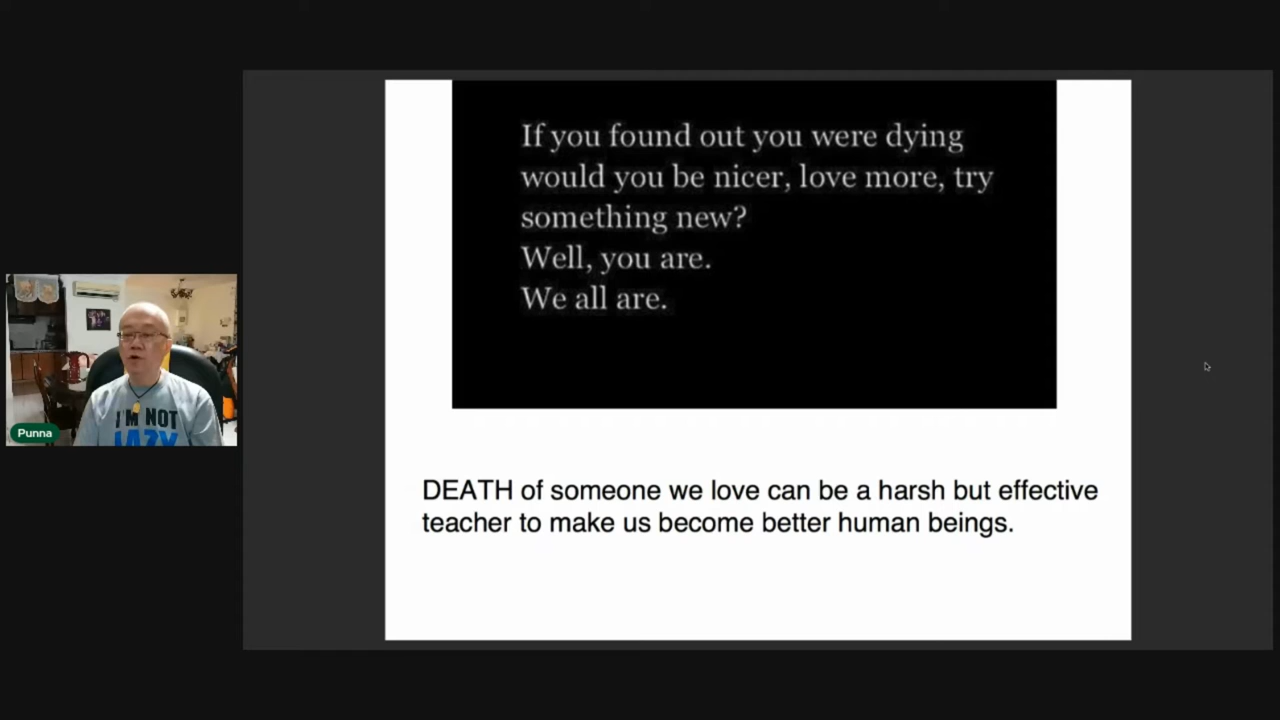 If you found out you were dying
would you be nicer, love more, try
something new?
Well, you are.
We all are.
DEATH of someone we love can be a harsh but effective
teacher to make us become better human beings.
I'M NOT
LAZY
Punna